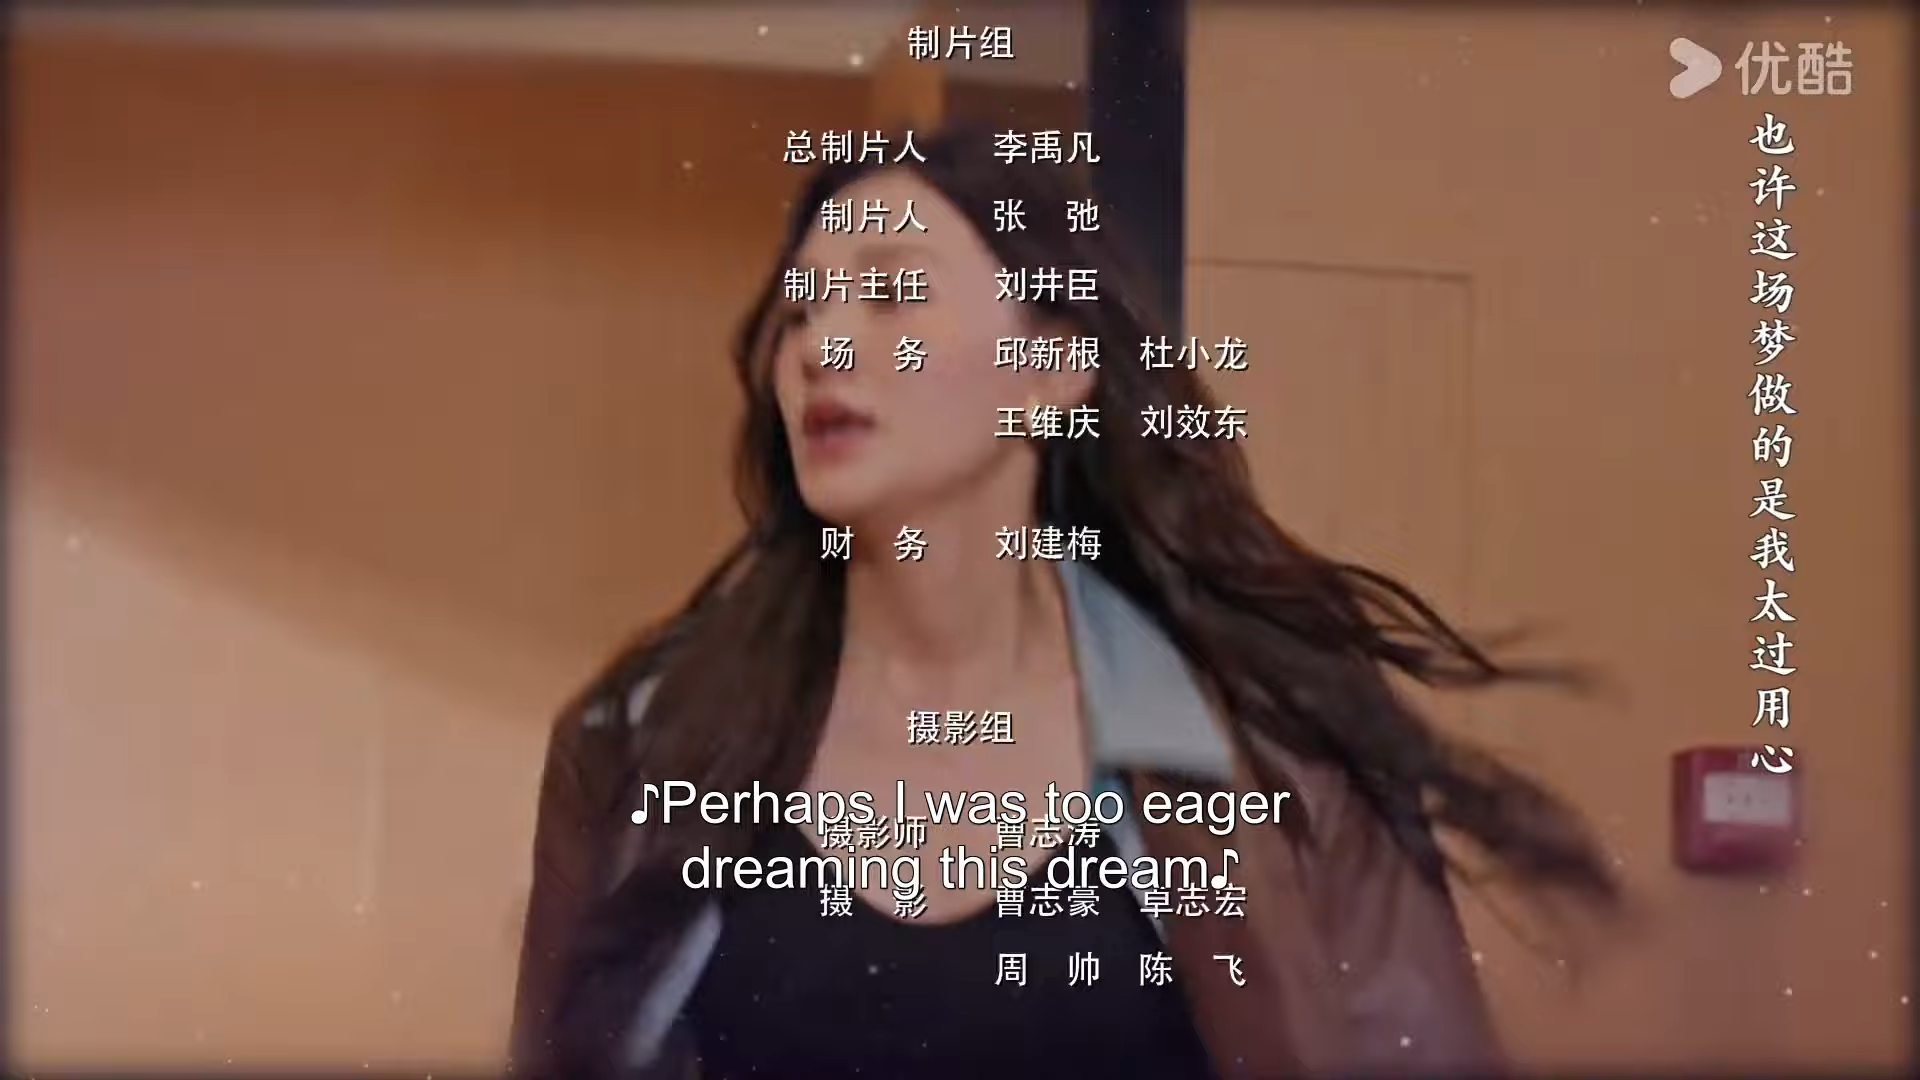 制片组
优酷
总制片人 李禹凡
制片人 张 弛
制片主任 刘井臣
场 务 邱新根 杜小龙
王维庆 刘效东
财 务 刘建梅
摄影组
♪Perhaps I was too eager
dreaming this dream♪
摄影师 曹志涛
摄 影 曹志豪 卓志宏
周 帅 陈 飞
也许这场梦做的是我太过用心